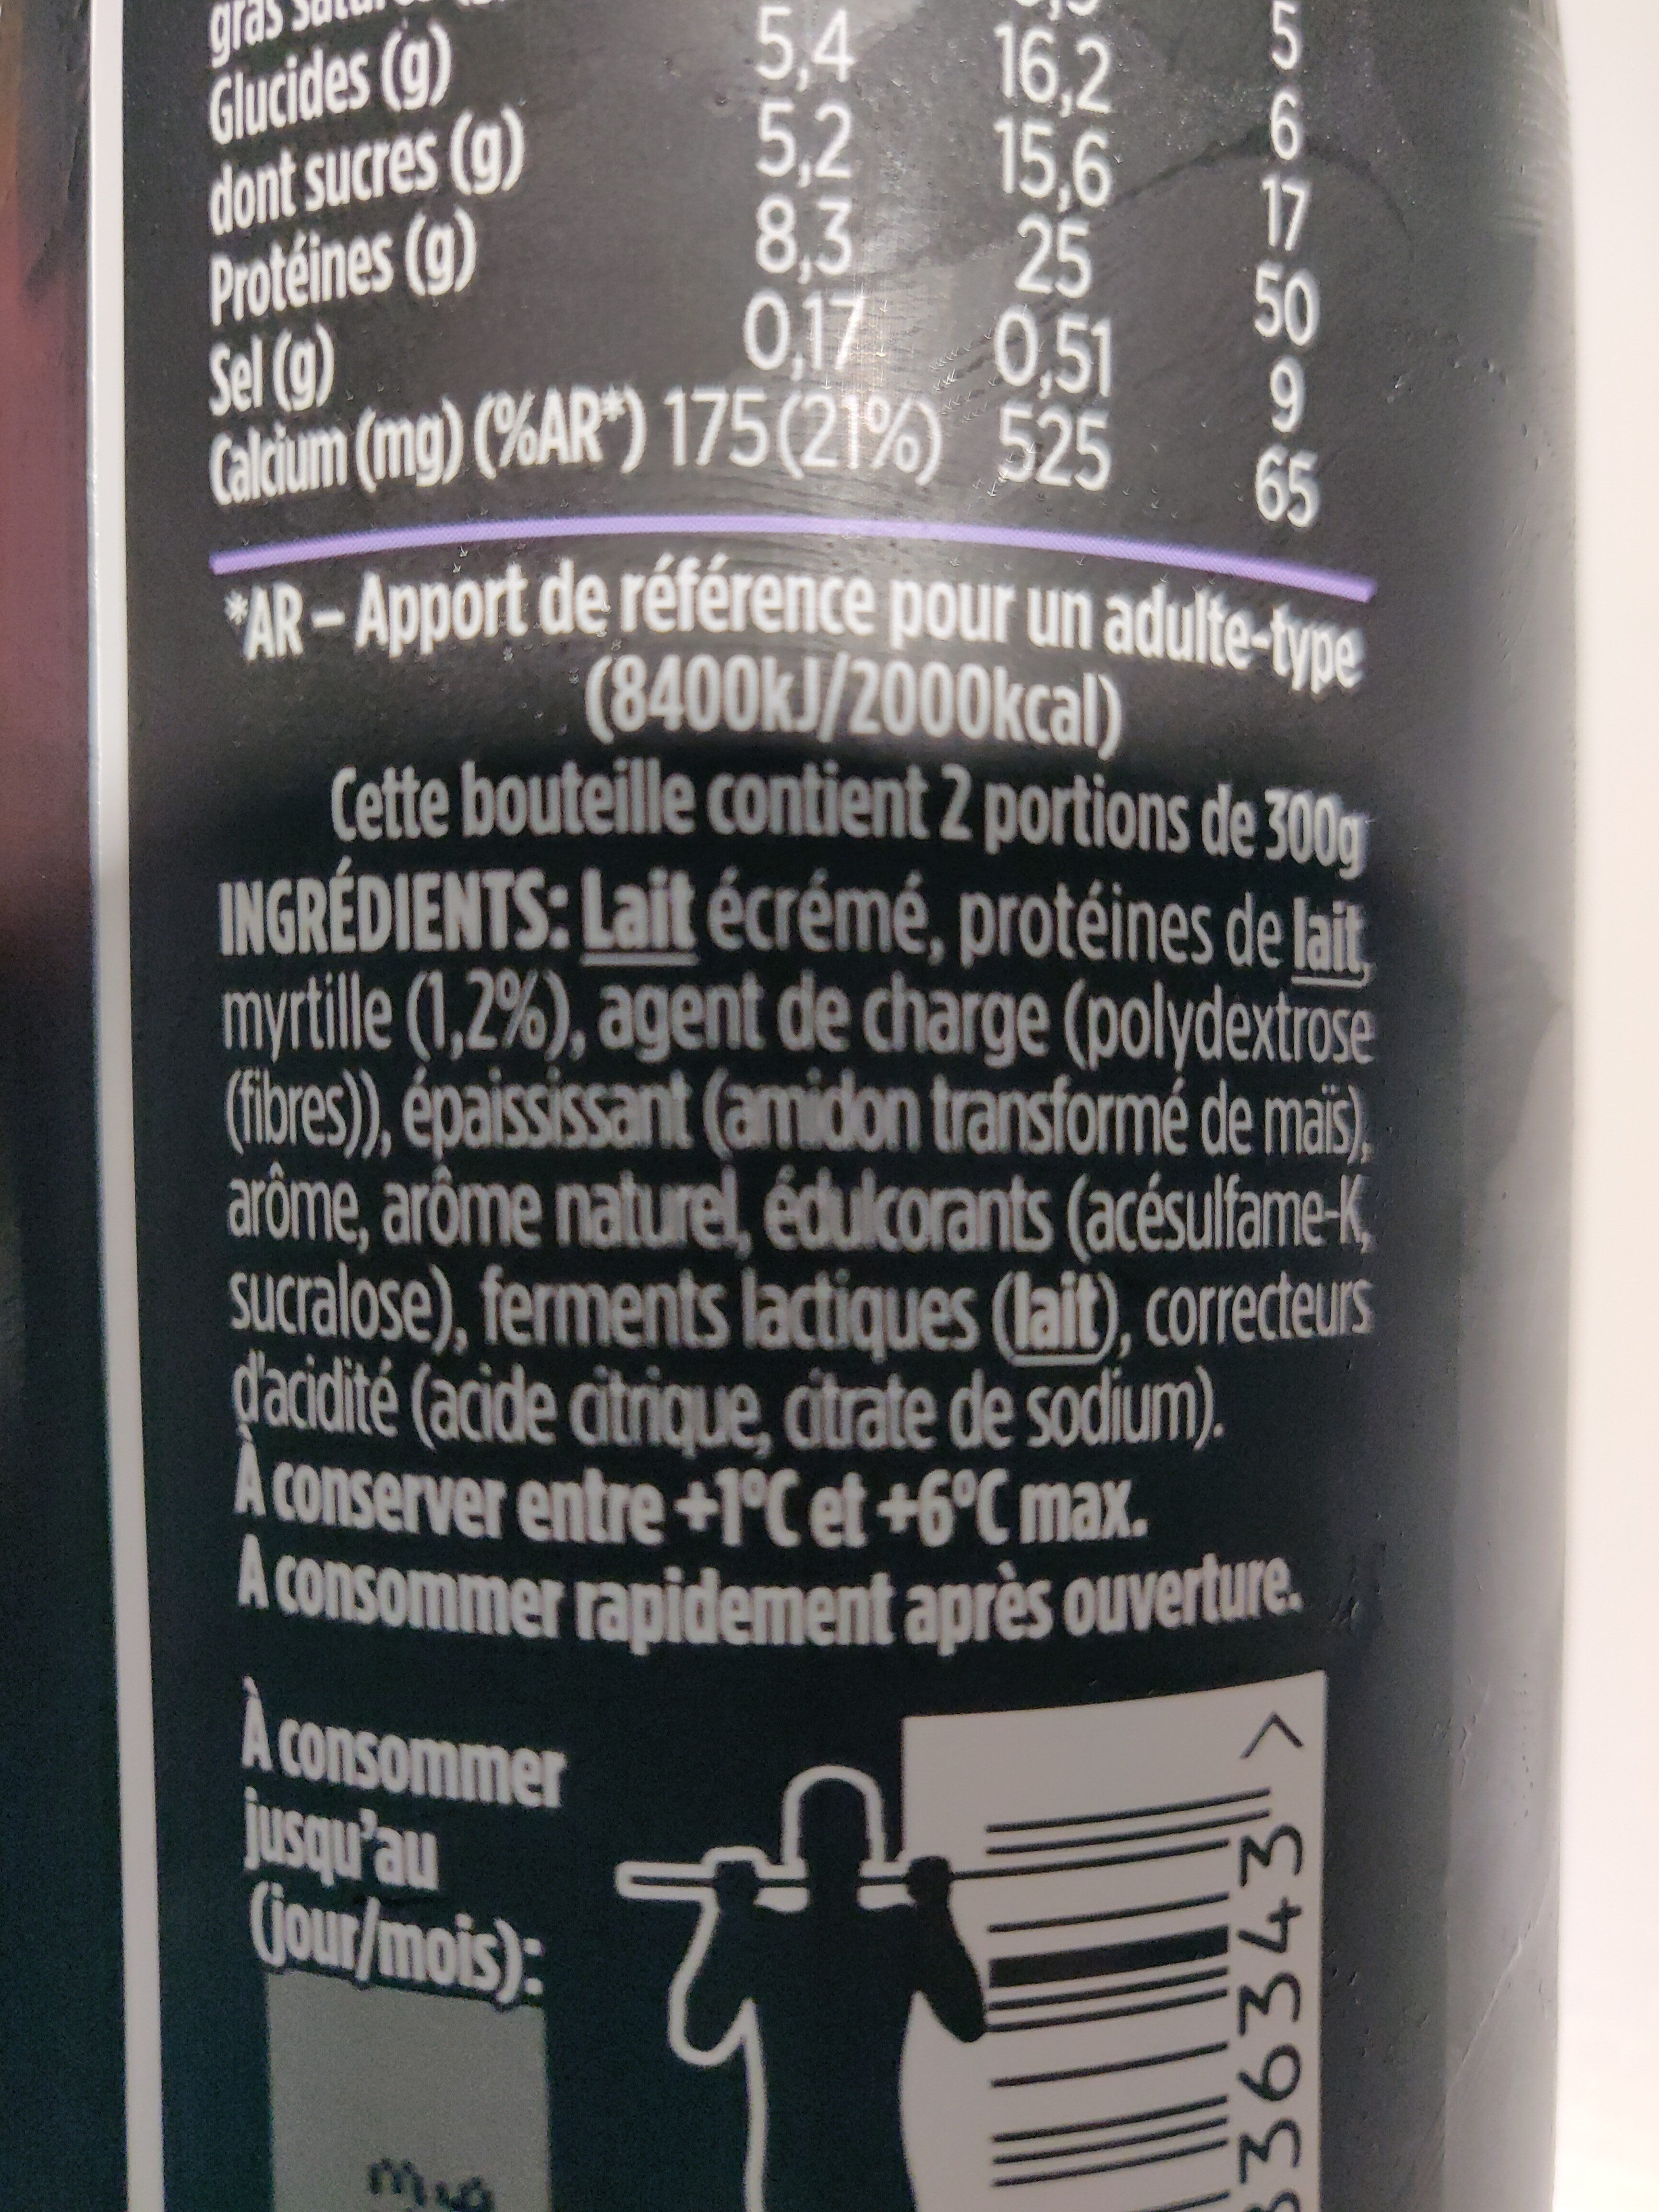 gras
Glucides (g) 5,4 16,2 5
dont sucres (g) 5,2 15,6 6
Protéines (g) 8,3 25 17
Sel (g) 0,17 0,51 50
Calcium (mg) (%AR*) 175(21%) 525 9
65
*AR – Apport de référence pour un adulte-type
(8400kJ/2000kcal)
Cette bouteille contient 2 portions de 300g
INGRÉDIENTS: Lait écrémé, protéines de lait,
myrtille (1,2%), agent de charge (polydextrose
(fibres)), épaississant (amidon transformé de maïs),
arôme, arôme naturel, édulcorants (acésulfame-K,
sucralose), ferments lactiques (lait), correcteurs
d'acidité (acide citrique, citrate de sodium).
À conserver entre +1°C et +6°C max.
A consommer rapidement après ouverture.
À consommer
jusqu'au
(jour/mois):
36343 >